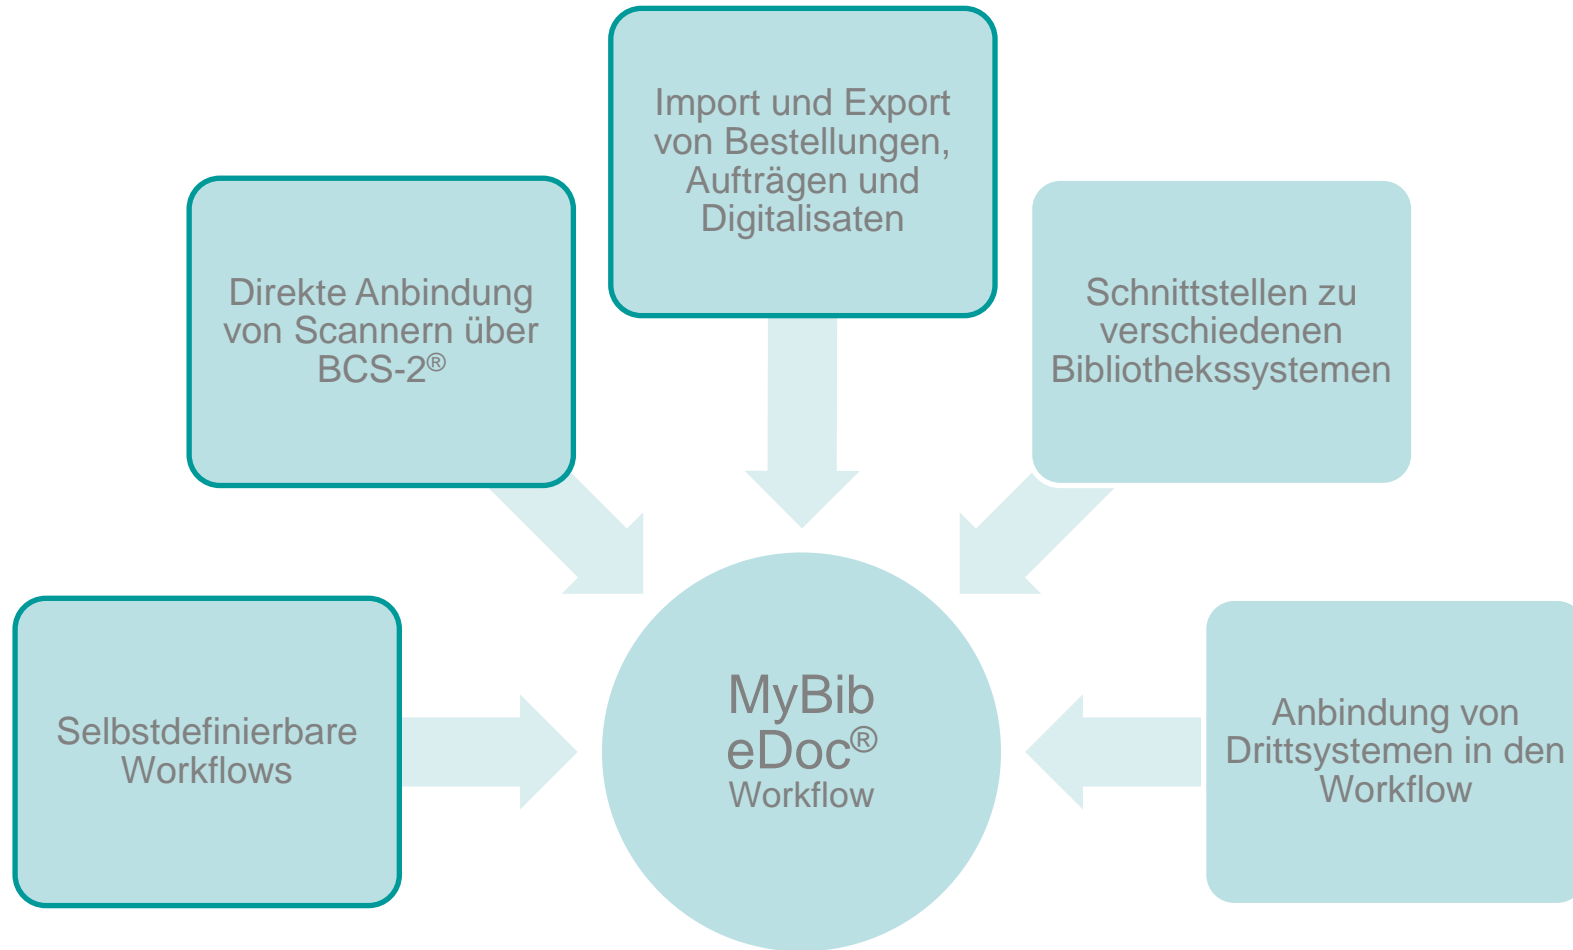 Import und Export
von Bestellungen,
Aufträgen und
Digitalisaten
Direkte Anbindung
von Scannern über
BCS-2®
Schnittstellen zu
verschiedenen
Bibliothekssystemen
Selbstdefinierbare
Workflows
MyBib
eDoc®
Workflow
Anbindung von
Drittsystemen in den
Workflow